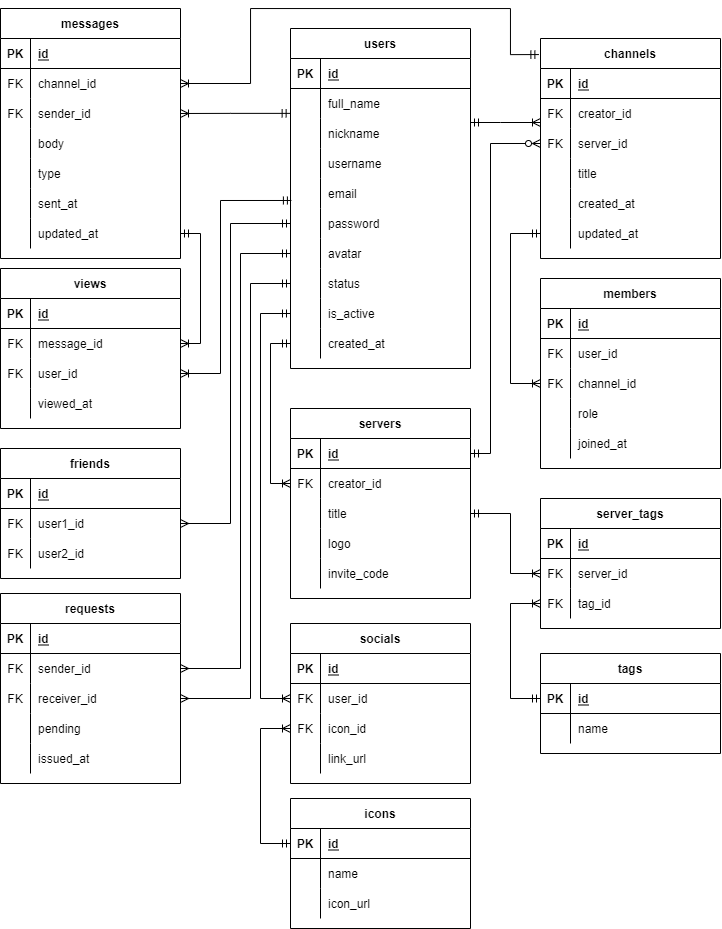 messages
PK id
FK channel_id
FK sender_id
body
type
sent_at
updated_at
views
PK id
FK message_id
FK user_id
viewed_at
friends
PK id
FK user1_id
FK user2_id
requests
PK id
FK sender_id
FK receiver_id
pending
issued_at
users
PK id
full_name
nickname
username
email
password
avatar
status
is_active
created_at
servers
PK id
FK creator_id
title
logo
invite_code
socials
PK id
FK user_id
FK icon_id
link_url
icons
PK id
name
icon_url
channels
PK id
FK creator_id
FK server_id
title
created_at
updated_at
members
PK id
FK user_id
FK channel_id
role
joined_at
server_tags
PK id
FK server_id
FK tag_id
tags
PK id
name